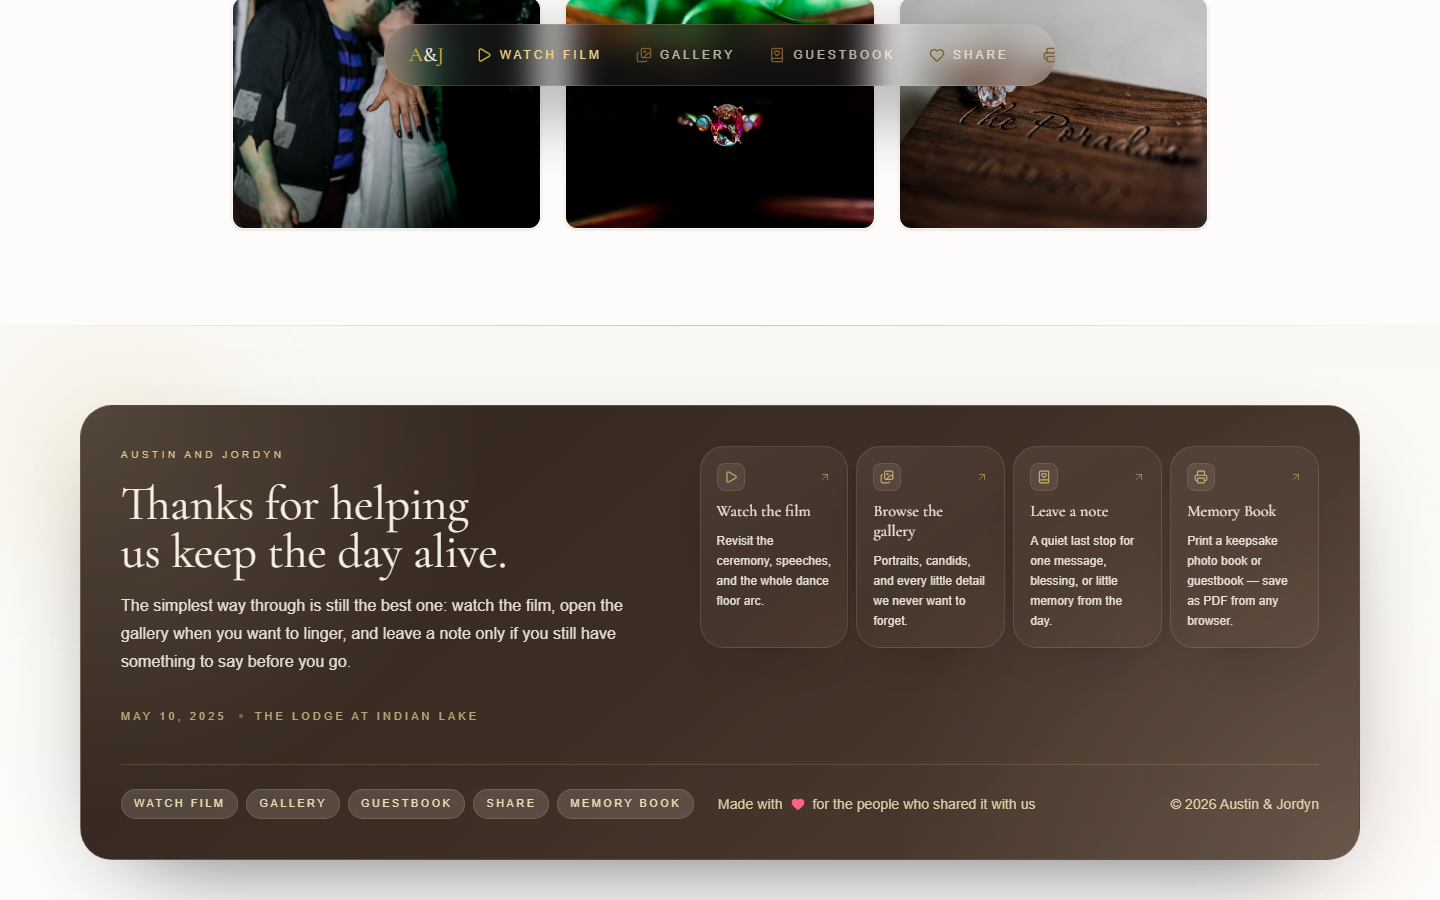 A&J
WATCH FILM
GALLERY
GUESTBOOK
SHARE
The Poradas
AUSTIN AND JORDYN
Thanks for helping
us keep the day alive.
The simplest way through is still the best one: watch the film, open the
gallery when you want to linger, and leave a note only if you still have
something to say before you go.
MAY 10, 2025 • THE LODGE AT INDIAN LAKE
Watch the film
Revisit the
ceremony, speeches,
and the whole dance
floor arc.
Browse the
gallery
Portraits, candids,
and every little detail
we never want to
forget.
Leave a note
A quiet last stop for
one message,
blessing, or little
memory from the
day.
Memory Book
Print a keepsake
photo book or
guestbook — save
as PDF from any
browser.
WATCH FILM
GALLERY
GUESTBOOK
SHARE
MEMORY BOOK
Made with ♥ for the people who shared it with us
© 2026 Austin & Jordyn